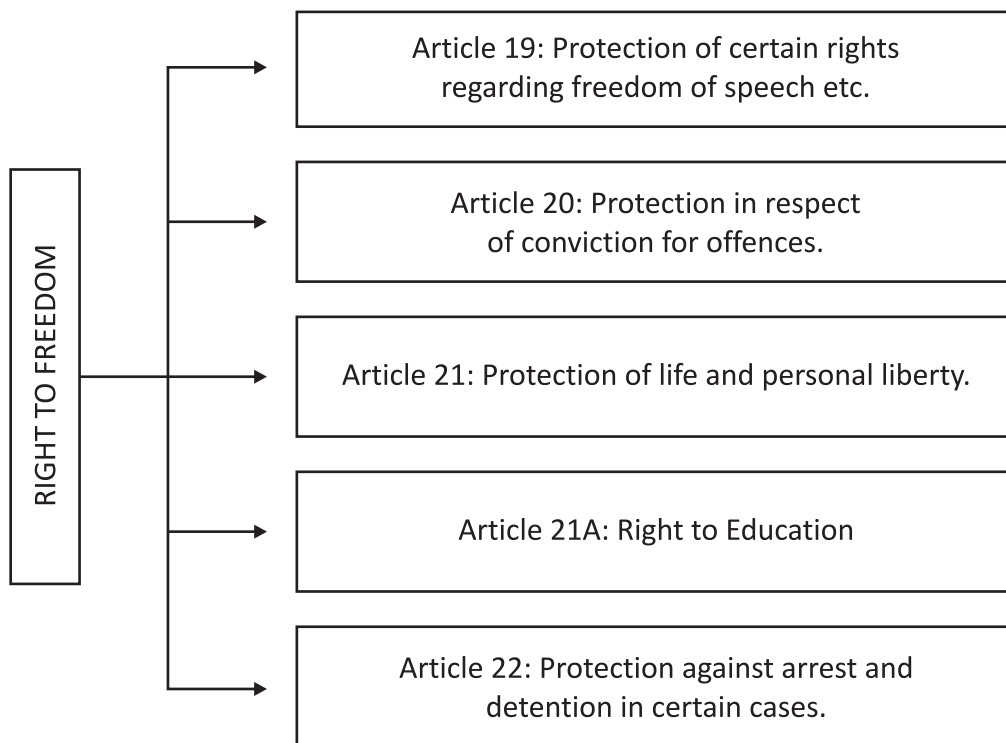 RIGHT TO FREEDOM
Article 19: Protection of certain rights
regarding freedom of speech etc.
Article 20: Protection in respect
of conviction for offences.
Article 21: Protection of life and personal liberty.
Article 21A: Right to Education
Article 22: Protection against arrest and
detention in certain cases.